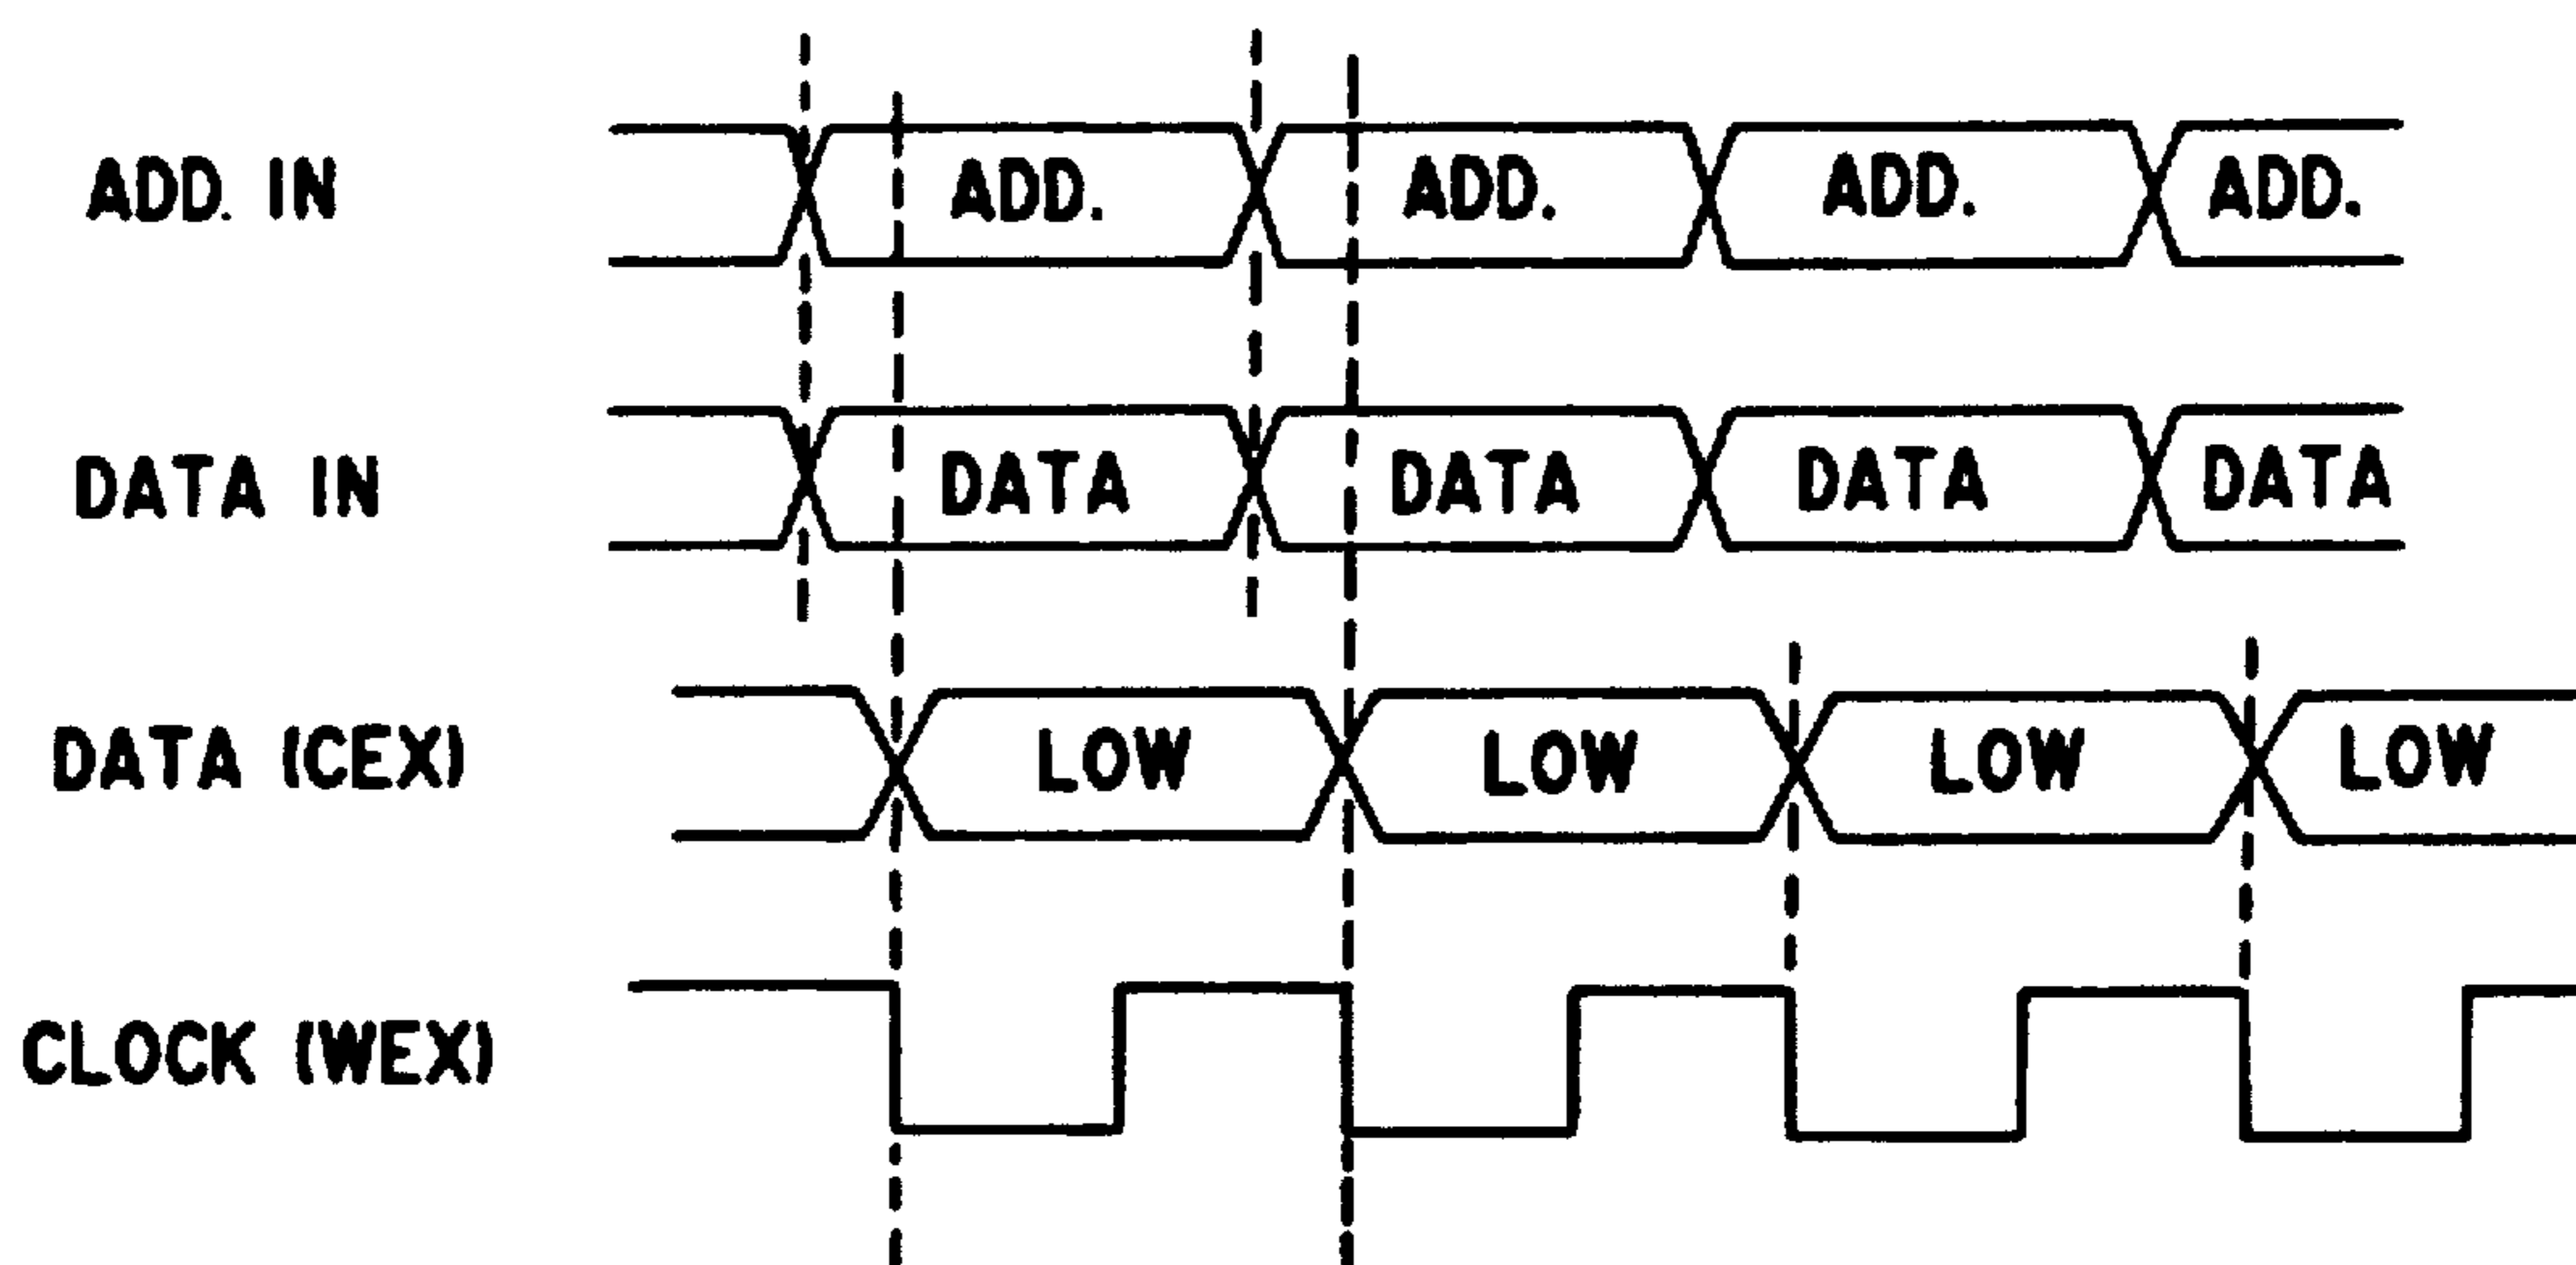 ADD. IN ADD. ADD. ADD. ADD.
DATA IN DATA DATA DATA DATA
DATA (CEX) LOW LOW LOW LOW
CLOCK (WEX)